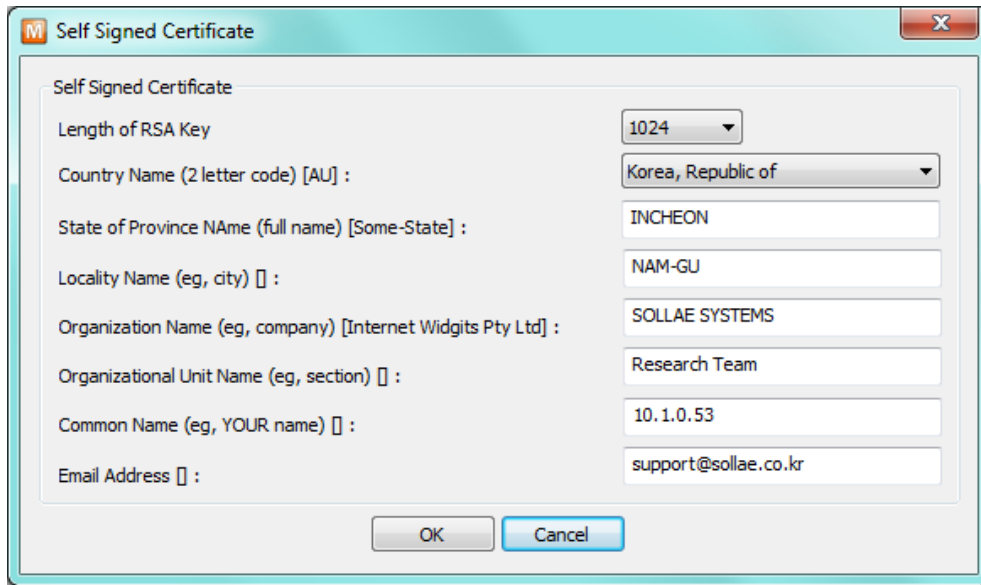 M Self Signed Certificate X
Self Signed Certificate
Length of RSA Key 1024
Country Name (2 letter code) [AU] : Korea, Republic of
State of Province NAme (full name) [Some-State] : INCHEON
Locality Name (eg, city) [] : NAM-GU
Organization Name (eg, company) [Internet Widgits Pty Ltd] : SOLLAE SYSTEMS
Organizational Unit Name (eg, section) [] : Research Team
Common Name (eg, YOUR name) [] : 10.1.0.53
Email Address [] : support@sollae.co.kr
OK Cancel